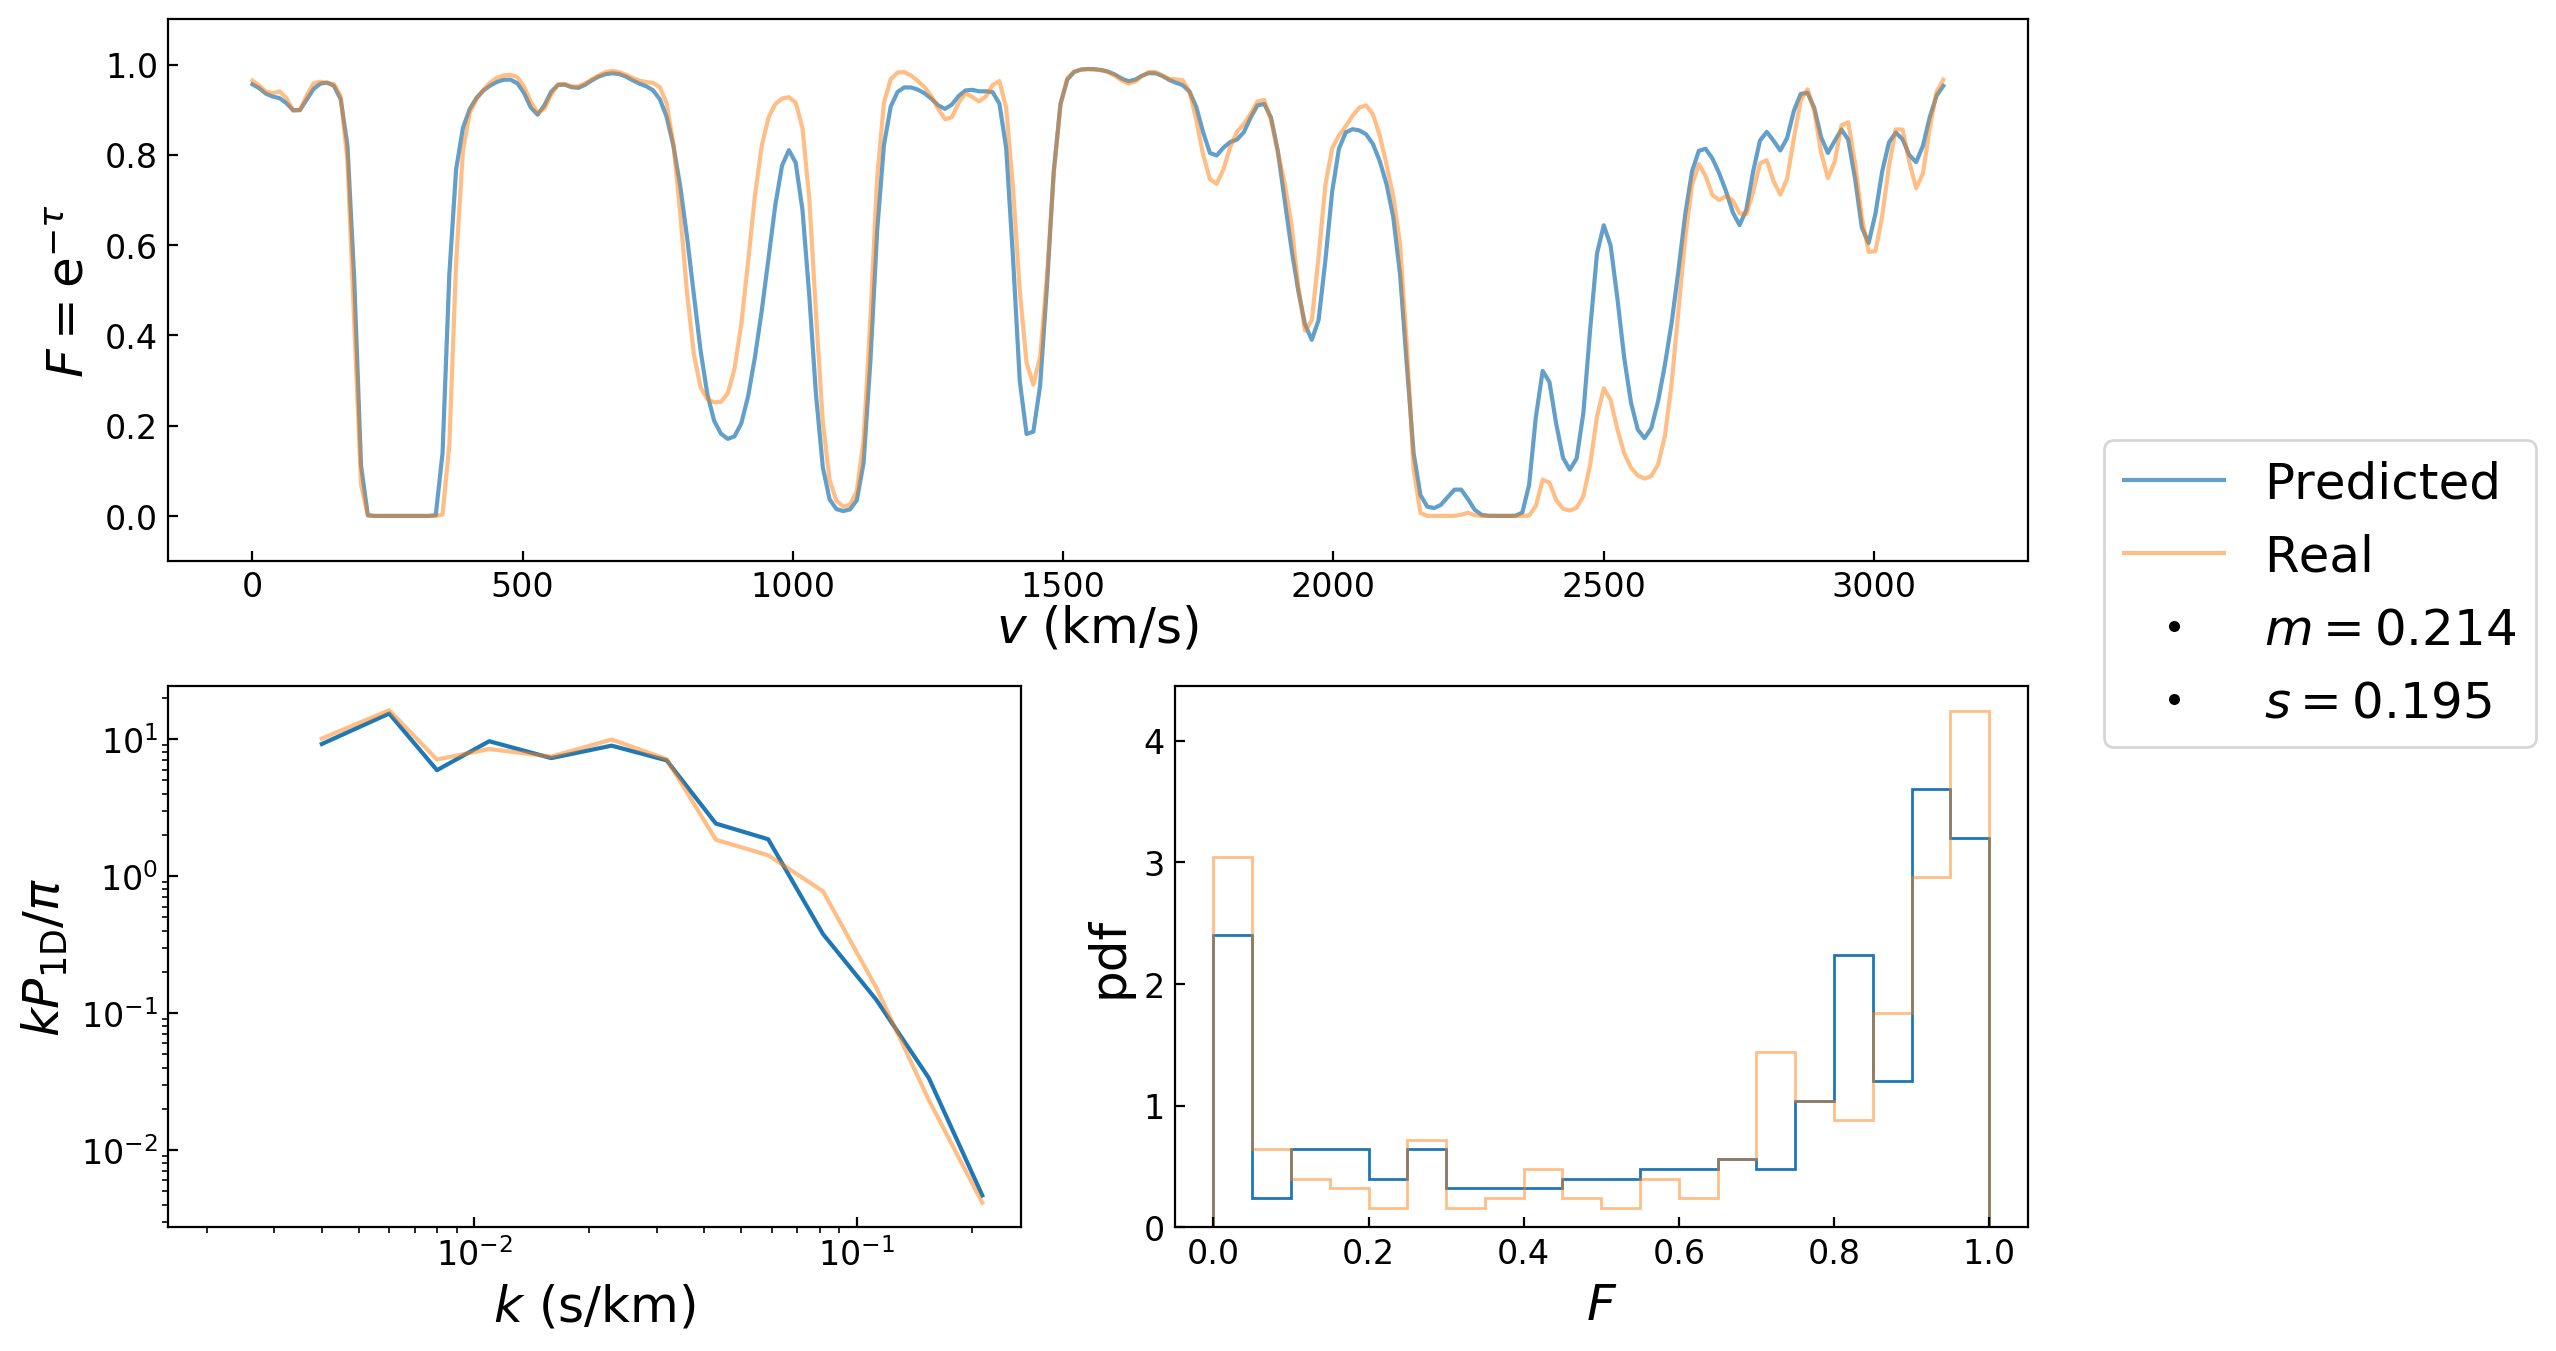 F = e^{−τ}
1.0
0.8
0.6
0.4
0.2
0.0
0 500 1000 1500 2000 2500 3000
v (km/s)
Predicted
Real
m = 0.214
s = 0.195
kP_{1D}/π
10^1
10^0
10^{−1}
10^{−2}
10^{−2} 10^{−1}
k (s/km)
pdf
4
3
2
1
0
0.0 0.2 0.4 0.6 0.8 1.0
F